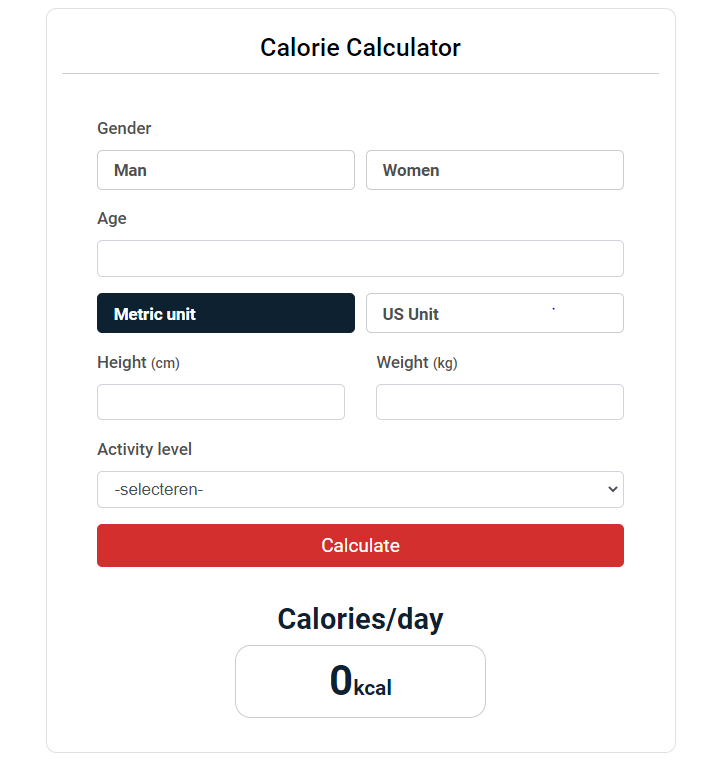 Calorie Calculator
Gender
Man Women
Age
Metric unit US Unit
Height (cm) Weight (kg)
Activity level
-selecteren-
Calculate
Calories/day
0kcal